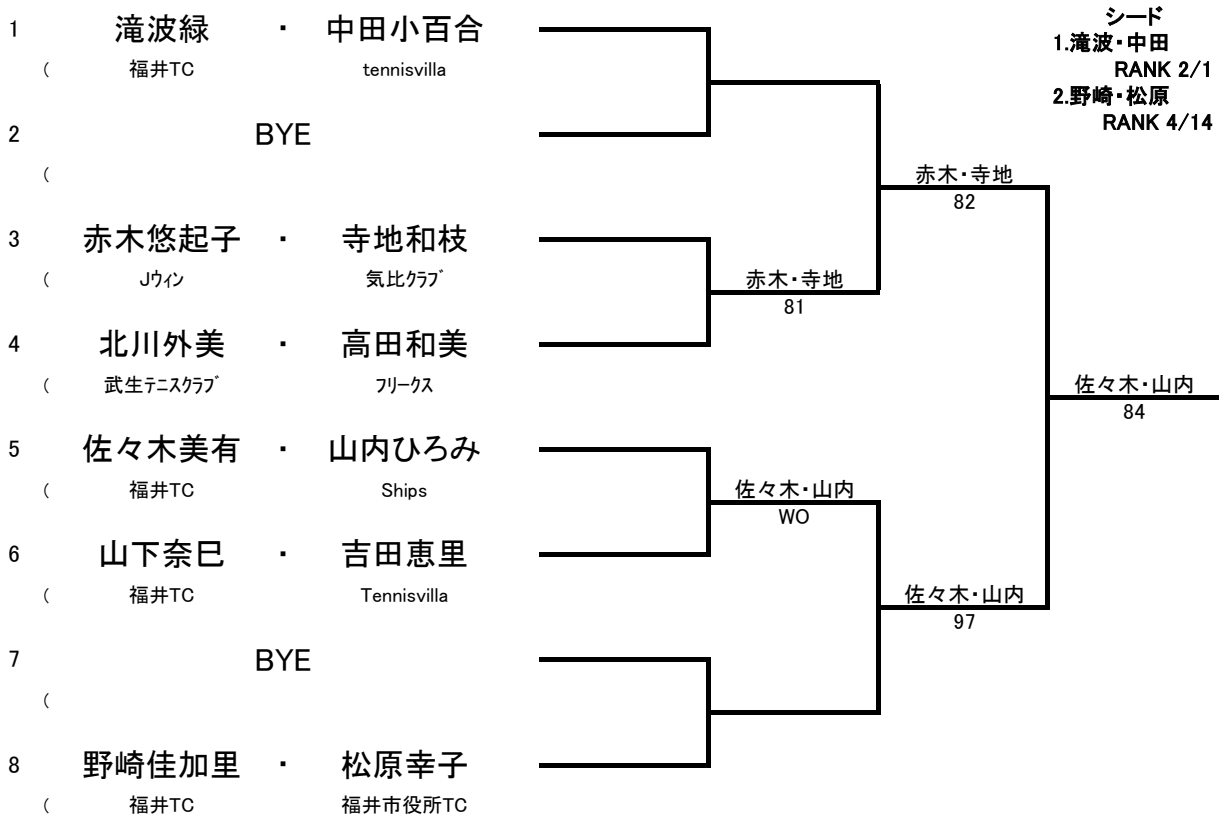 シード
1.滝波・中田
RANK 2/1
2.野崎・松原
RANK 4/14
1 滝波緑 ・ 中田小百合
( 福井TC tennisvilla
2 BYE
(
赤木・寺地
82
3 赤木悠起子 ・ 寺地和枝
( Jウィン 気比クラブ
赤木・寺地
81
4 北川外美 ・ 高田和美
( 武生テニスクラブ フリークス
佐々木・山内
84
5 佐々木美有 ・ 山内ひろみ
( 福井TC Ships
佐々木・山内
WO
6 山下奈巳 ・ 吉田恵里
( 福井TC Tennisvilla
佐々木・山内
97
7 BYE
(
8 野崎佳加里 ・ 松原幸子
( 福井TC 福井市役所TC